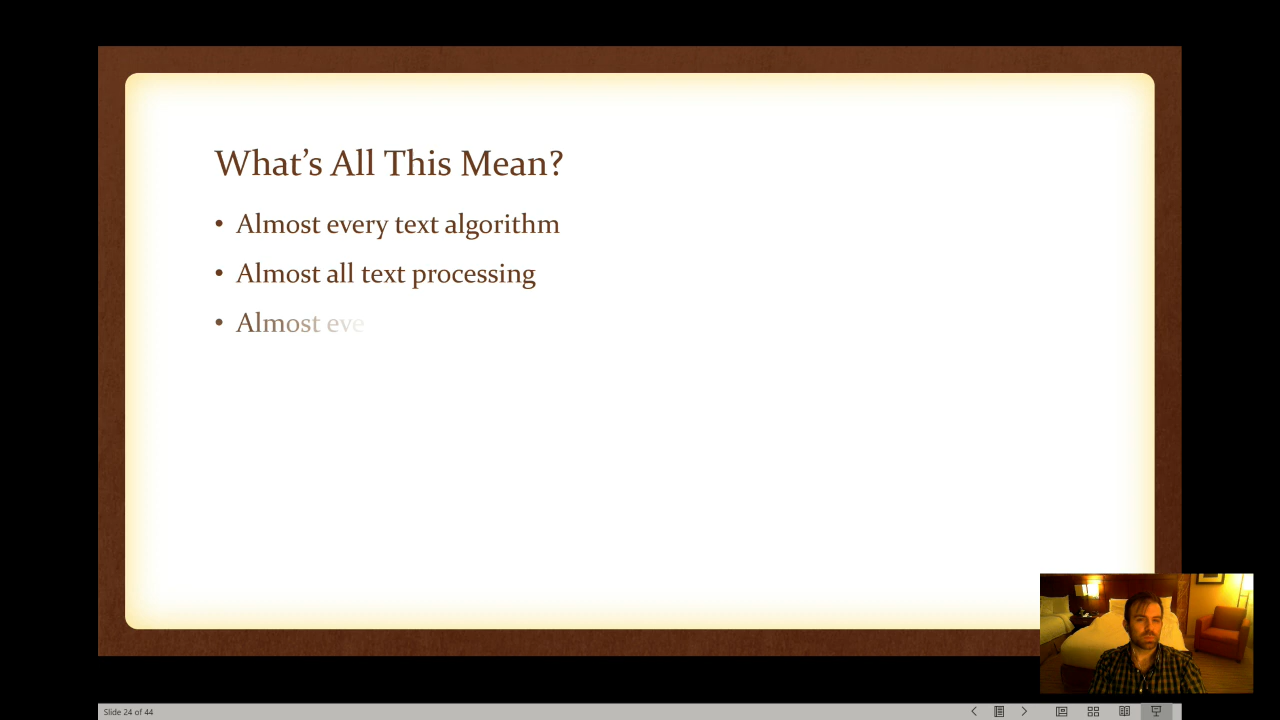 What's All This Mean?
• Almost every text algorithm
• Almost all text processing
• Almost eve
Slide 24 of 44